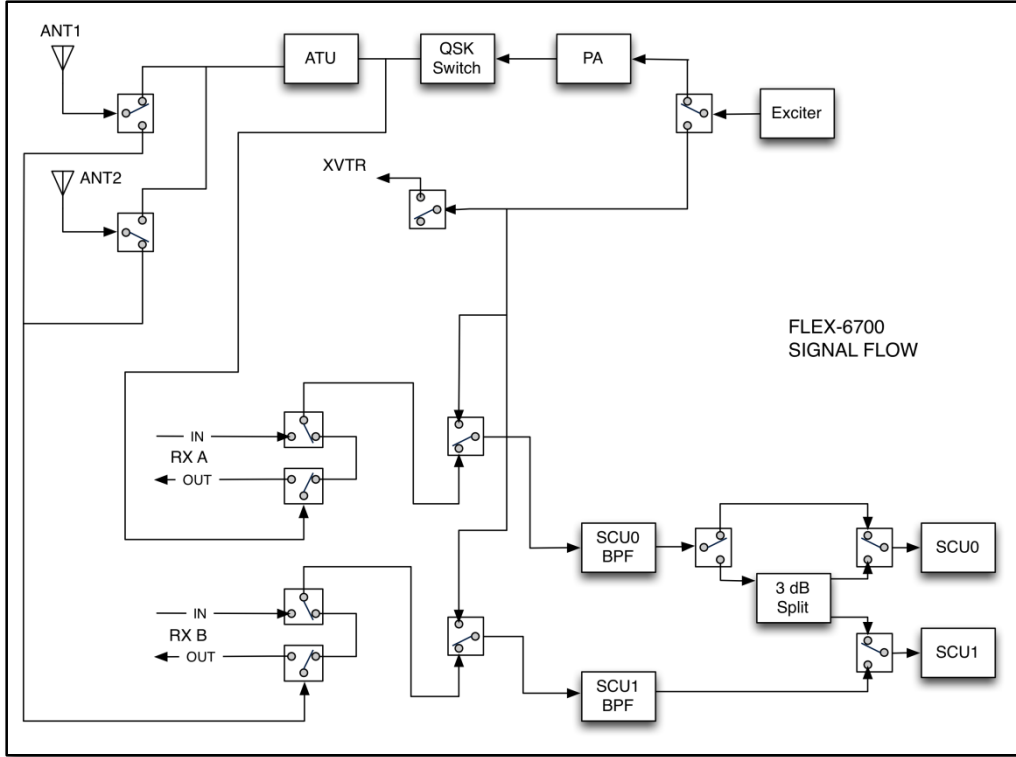 ANT1
ATU
QSK
Switch
PA
Exciter
ANT2
XVTR
FLEX-6700
SIGNAL FLOW
IN
RX A
OUT
SCU0
BPF
SCU0
3 dB
Split
IN
RX B
OUT
SCU1
SCU1
BPF